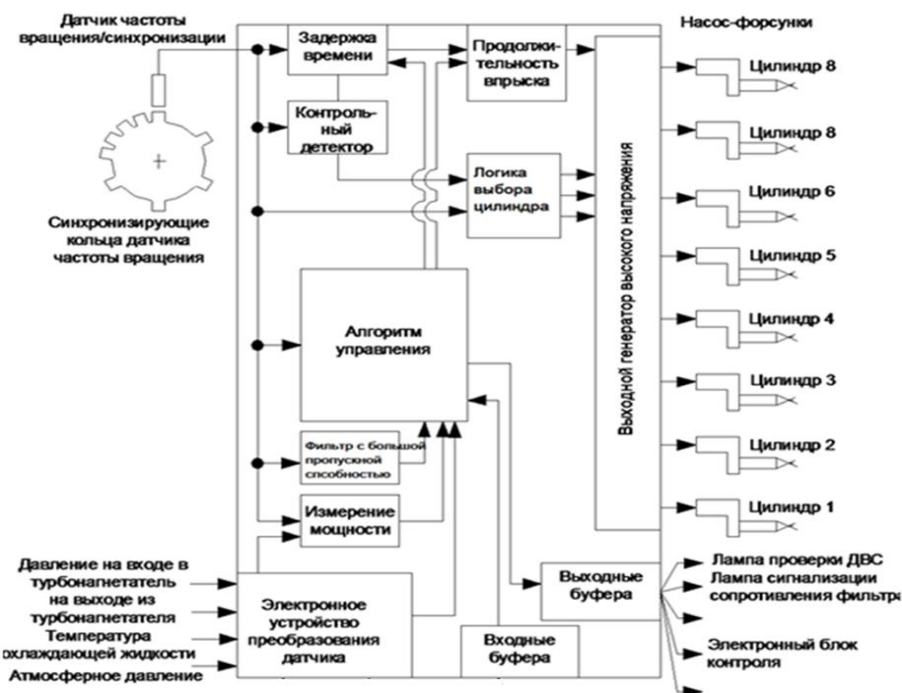 Датчик частоты
вращения/синхронизации
Синхронизирующие
кольца датчика
частоты вращения
Задержка
времени
Контроль-
ный
детектор
Продолжи-
тельность
впрыска
Логика
выбора
цилиндра
Алгоритм
управления
Фильтр с большой
пропускной
спсобностью
Измерение
мощности
Давление на входе в
турбонагнетатель
на выходе из
турбонагнетателя
Температура
охлаждающей жидкости
Атмосферное давление
Электронное
устройство
преобразования
датчика
Входные
буфера
Выходные
буфера
Выходной генератор высокого напряжения
Насос-форсунки
Цилиндр 8
Цилиндр 8
Цилиндр 6
Цилиндр 5
Цилиндр 4
Цилиндр 3
Цилиндр 2
Цилиндр 1
Лампа проверки ДВС
Лампа сигнализации
сопротивления фильтра
Электронный блок
контроля